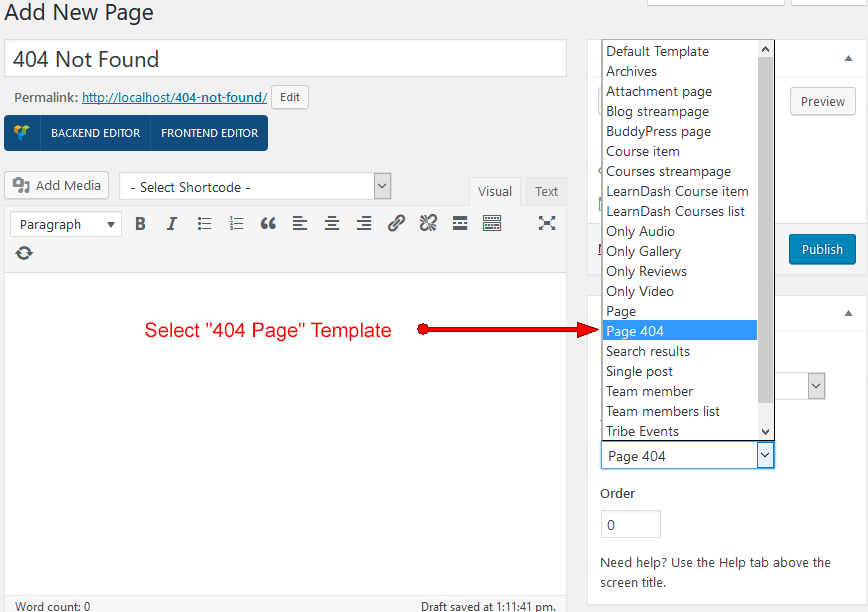 Add New Page
404 Not Found
Permalink: http://localhost/404-not-found/ Edit
BACKEND EDITOR FRONTEND EDITOR
Add Media - Select Shortcode - Visual Text
Paragraph
Select "404 Page" Template
Word count: 0 Draft saved at 1:11:41 pm.
Default Template
Archives
Attachment page
Blog streampage
BuddyPress page
Course item
Courses streampage
LearnDash Course item
LearnDash Courses list
Only Audio
Only Gallery
Only Reviews
Only Video
Page
Page 404
Search results
Single post
Team member
Team members list
Tribe Events
Page 404
Preview
Publish
Order
0
Need help? Use the Help tab above the
screen title.